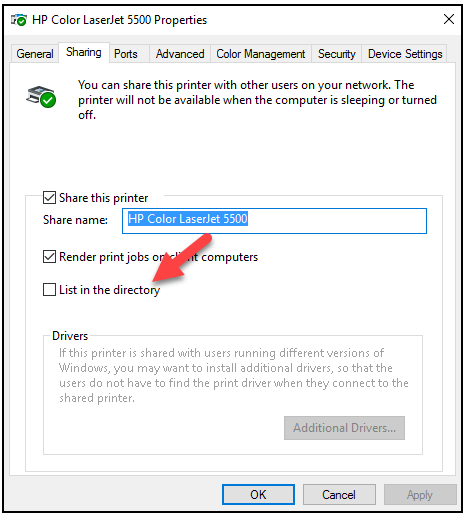 HP Color LaserJet 5500 Properties
General Sharing Ports Advanced Color Management Security Device Settings
You can share this printer with other users on your network. The
printer will not be available when the computer is sleeping or turned
off.
Share this printer
Share name: HP Color LaserJet 5500
Render print jobs on client computers
List in the directory
Drivers
If this printer is shared with users running different versions of
Windows, you may want to install additional drivers, so that the
users do not have to find the print driver when they connect to the
shared printer.
Additional Drivers...
OK Cancel Apply